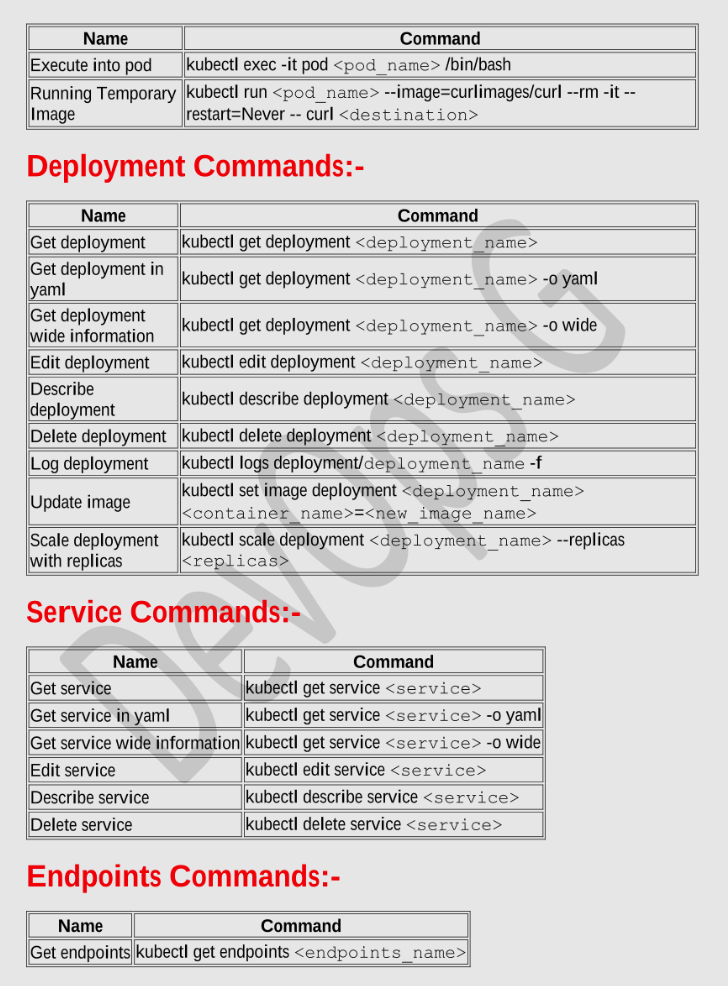 Name Command
Execute into pod kubectl exec -it pod <pod_name> /bin/bash
Running Temporary Image kubectl run <pod_name> --image=curlimages/curl --rm -it --
restart=Never -- curl <destination>
Deployment Commands:-
Name Command
Get deployment kubectl get deployment <deployment_name>
Get deployment in yaml kubectl get deployment <deployment_name> -o yaml
Get deployment wide information kubectl get deployment <deployment_name> -o wide
Edit deployment kubectl edit deployment <deployment_name>
Describe deployment kubectl describe deployment <deployment_name>
Delete deployment kubectl delete deployment <deployment_name>
Log deployment kubectl logs deployment/deployment_name -f
Update image kubectl set image deployment <deployment_name>
<container_name>=<new_image_name>
Scale deployment with replicas kubectl scale deployment <deployment_name> --replicas
<replicas>
Service Commands:-
Name Command
Get service kubectl get service <service>
Get service in yaml kubectl get service <service> -o yaml
Get service wide information kubectl get service <service> -o wide
Edit service kubectl edit service <service>
Describe service kubectl describe service <service>
Delete service kubectl delete service <service>
Endpoints Commands:-
Name Command
Get endpoints kubectl get endpoints <endpoints_name>
DevOps G